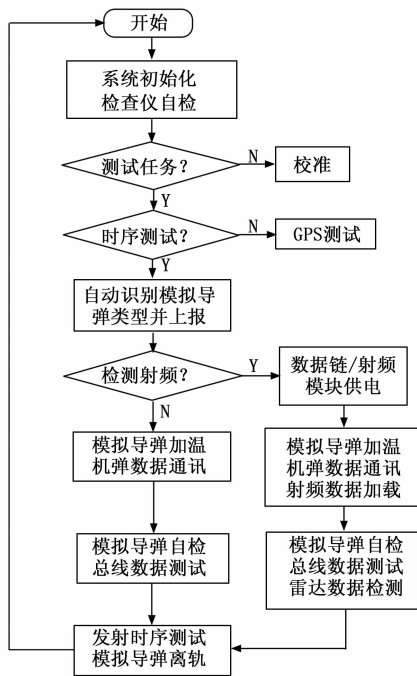 开始
系统初始化
检查仪自检
测试任务？
N
校准
Y
时序测试？
N
GPS测试
Y
自动识别模拟导
弹类型并上报
检测射频？
Y
数据链/射频
模块供电
N
模拟导弹加温
机弹数据通讯
模拟导弹加温
机弹数据通讯
射频数据加载
模拟导弹自检
总线数据测试
模拟导弹自检
总线数据测试
雷达数据检测
发射时序测试
模拟导弹离轨